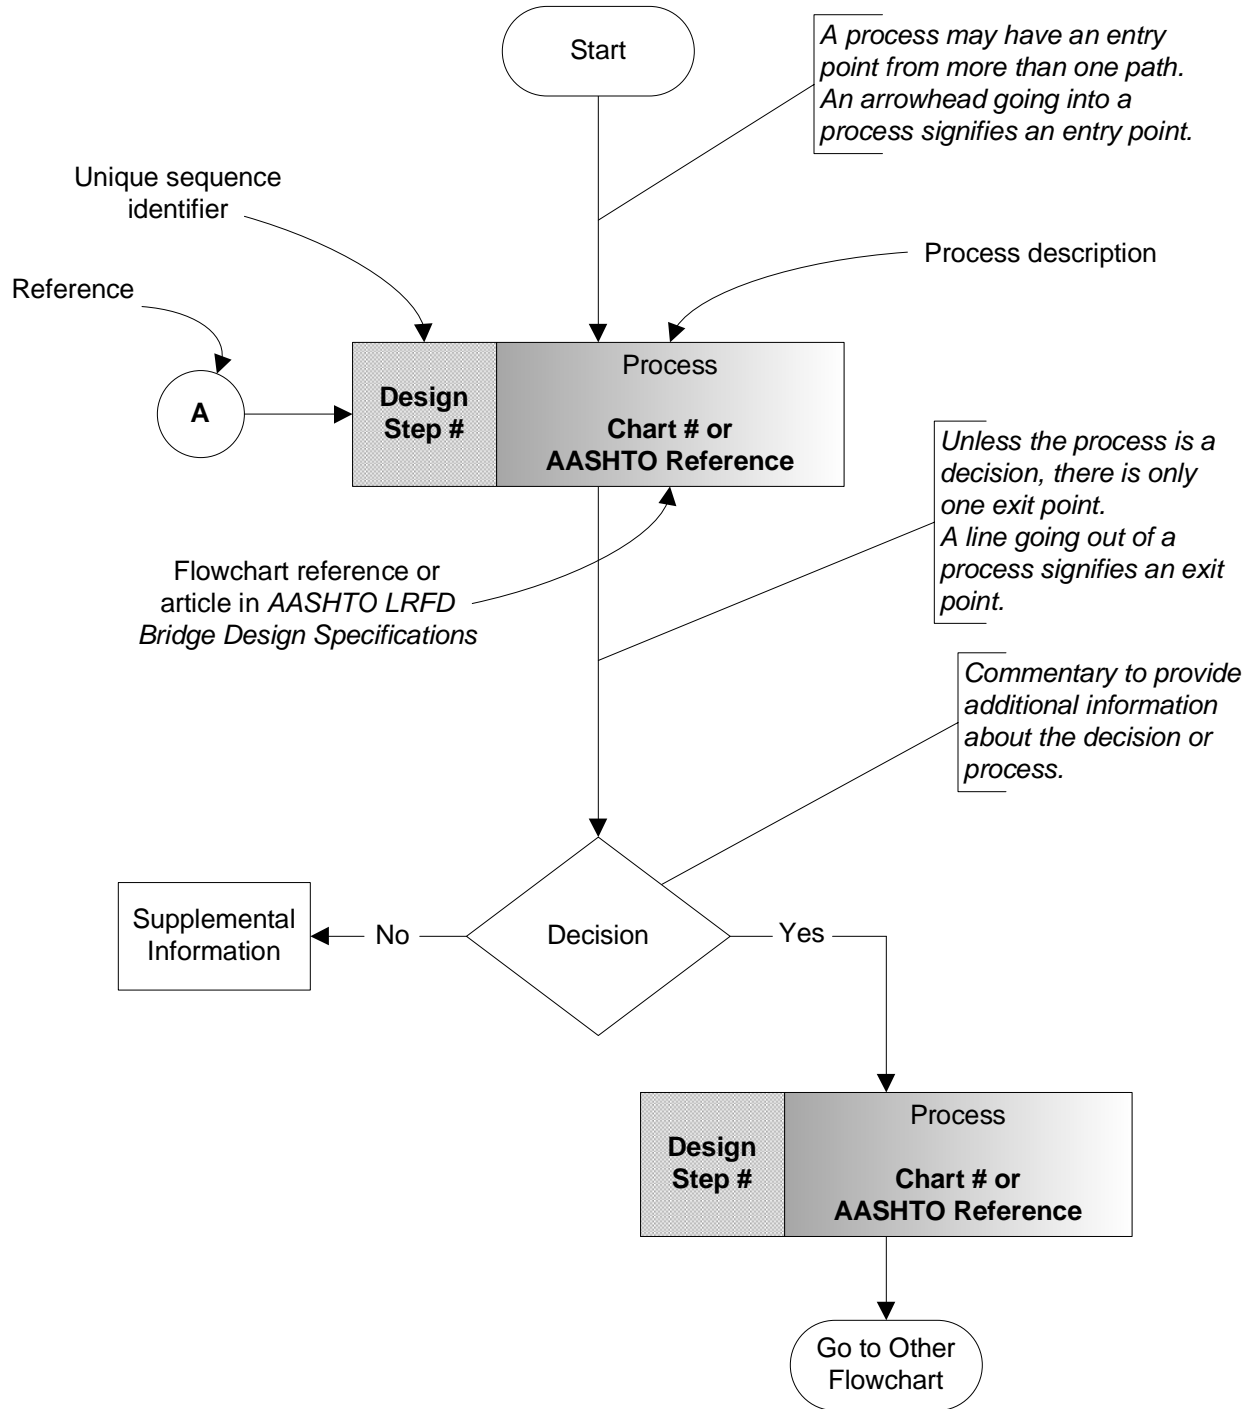 Start
A process may have an entry
point from more than one path.
An arrowhead going into a
process signifies an entry point.
Unique sequence
identifier
Process description
Reference
A
Design
Step #
Process
Chart # or
AASHTO Reference
Unless the process is a
decision, there is only
one exit point.
A line going out of a
process signifies an exit
point.
Flowchart reference or
article in AASHTO LRFD
Bridge Design Specifications
Commentary to provide
additional information
about the decision or
process.
Supplemental
Information
No
Decision
Yes
Design
Step #
Process
Chart # or
AASHTO Reference
Go to Other
Flowchart